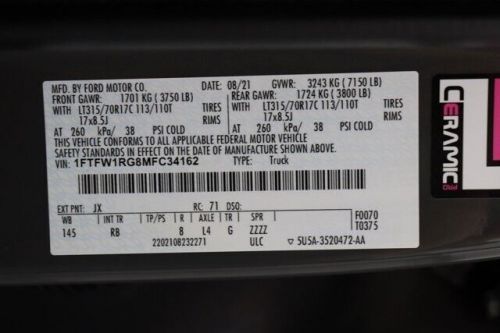 MFD. BY FORD MOTOR CO. 08/21 GVWR: 3243 KG ( 7150 LB)
FRONT GAWR: 1701 KG ( 3750 LB) REAR GAWR: 1724 KG ( 3800 LB)
LT315/70R17C 113/110T TIRES LT315/70R17C 113/110T TIRES
17x8.5J RIMS 17x8.5J RIMS
AT 260 kPa/ 38 PSI COLD AT 260 kPa/ 38 PSI COLD
THIS VEHICLE CONFORMS TO ALL APPLICABLE FEDERAL MOTOR VEHICLE
SAFETY STANDARDS IN EFFECT ON THE DATE OF MANUFACTURE SHOWN ABOVE.
VIN: 1FTFW1RG8MFC34162 TYPE: Truck
EXT PNT: JX RC: 71 DSO: F0070
WB INT TR TP/PS R AXLE TR SPR T0375
145 RB 8 L4 G ZZZZ
2202108232271 ULC 5U5A-3520472-AA
CERAMIC PRO